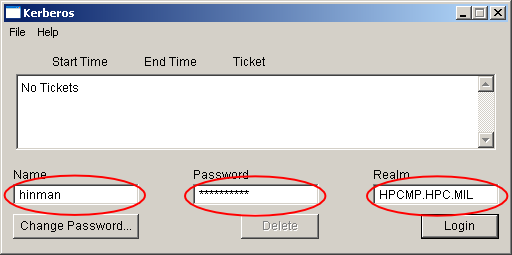 Kerberos
File Help
Start Time End Time Ticket
No Tickets
Name Password Realm
hinman ********** HPCMP.HPC.MIL
Change Password... Delete Login